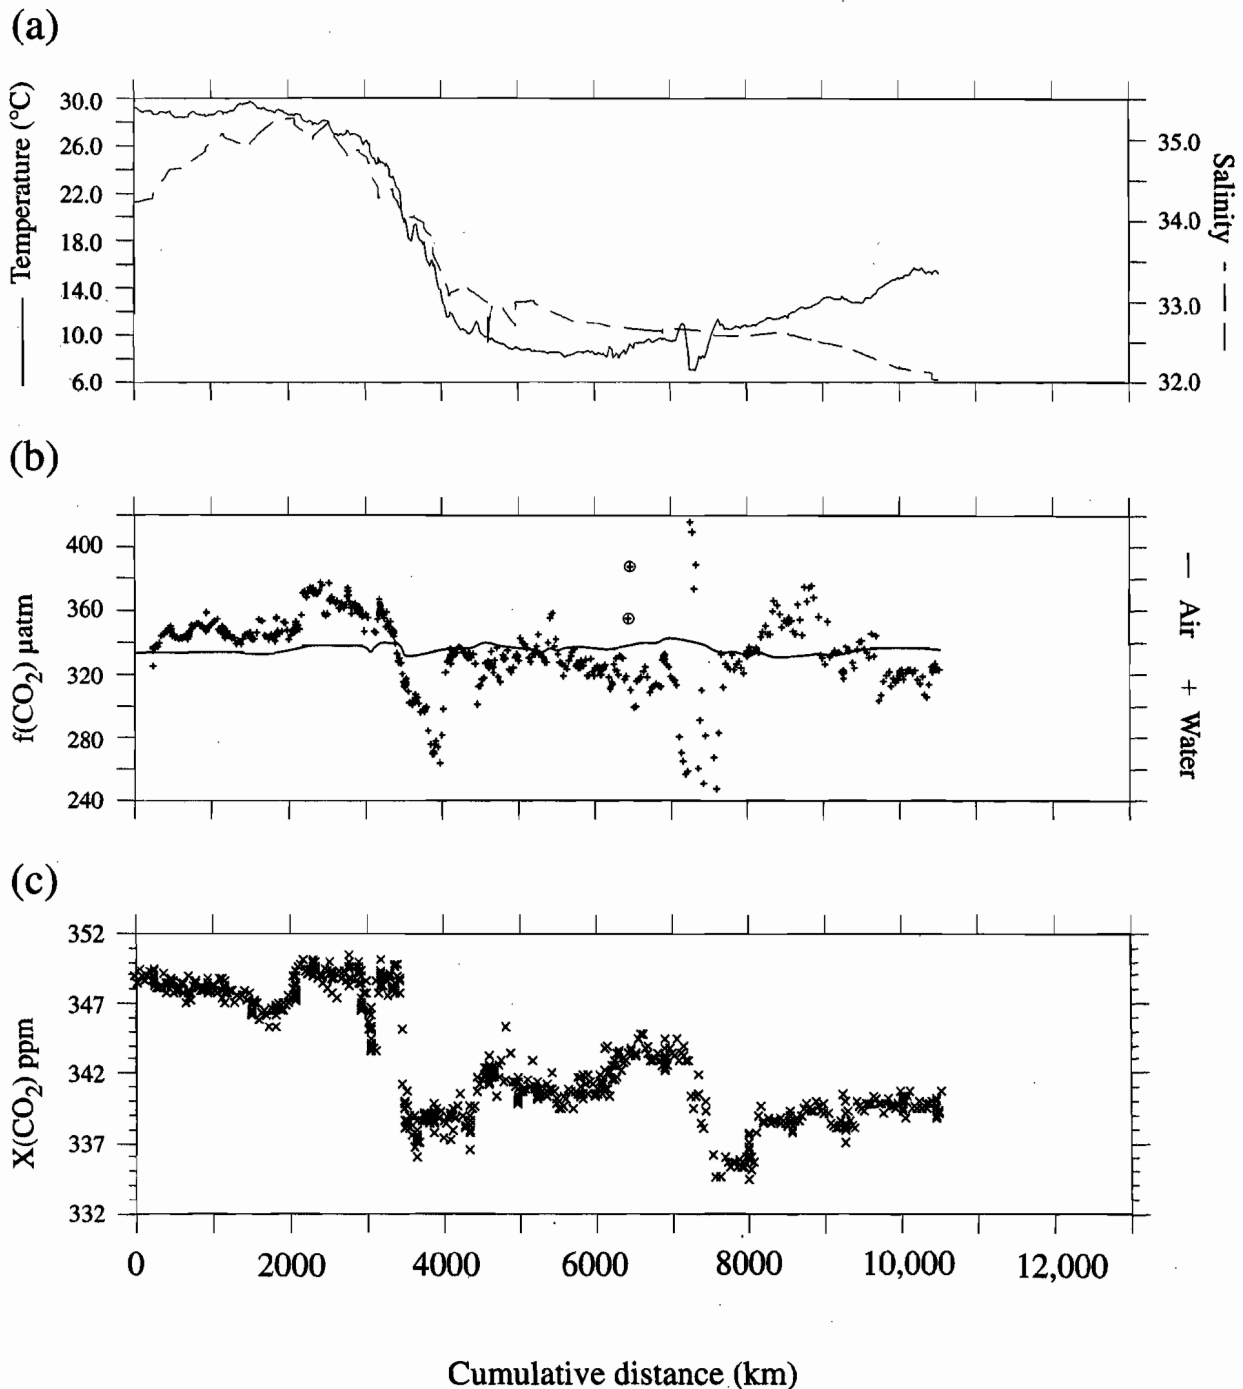 (a)
Temperature (°C)
30.0
26.0
22.0
18.0
14.0
10.0
6.0
35.0
34.0
33.0
32.0
Salinity
(b)
f(CO₂) µatm
400
360
320
280
240
— Air + Water
(c)
X(CO₂) ppm
352
347
342
337
332
0 2000 4000 6000 8000 10,000 12,000
Cumulative distance (km)